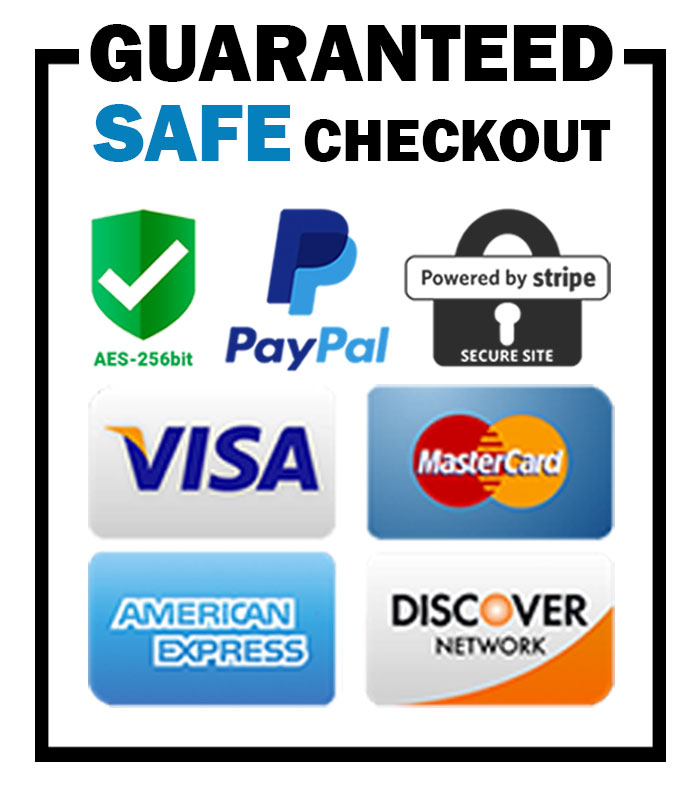 GUARANTEED
SAFE CHECKOUT
AES-256bit
PayPal
Powered by stripe
SECURE SITE
VISA
MasterCard
AMERICAN
EXPRESS
DISCOVER
NETWORK